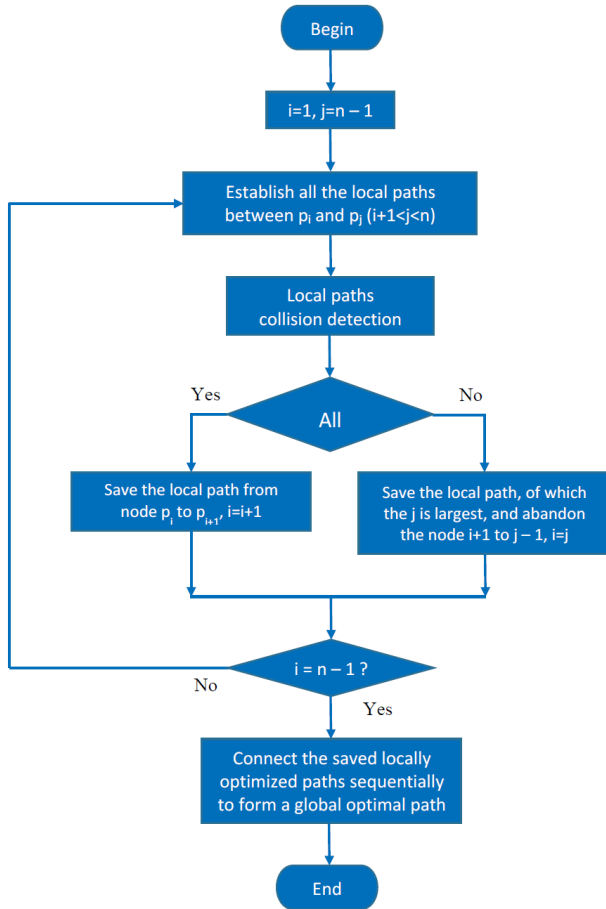 Begin
i=1, j=n – 1
Establish all the local paths
between pᵢ and pⱼ (i+1<j<n)
Local paths
collision detection
Yes
No
All
Save the local path from
node pᵢ to pᵢ₊₁, i=i+1
Save the local path, of which
the j is largest, and abandon
the node i+1 to j – 1, i=j
i = n – 1 ?
No
Yes
Connect the saved locally
optimized paths sequentially
to form a global optimal path
End